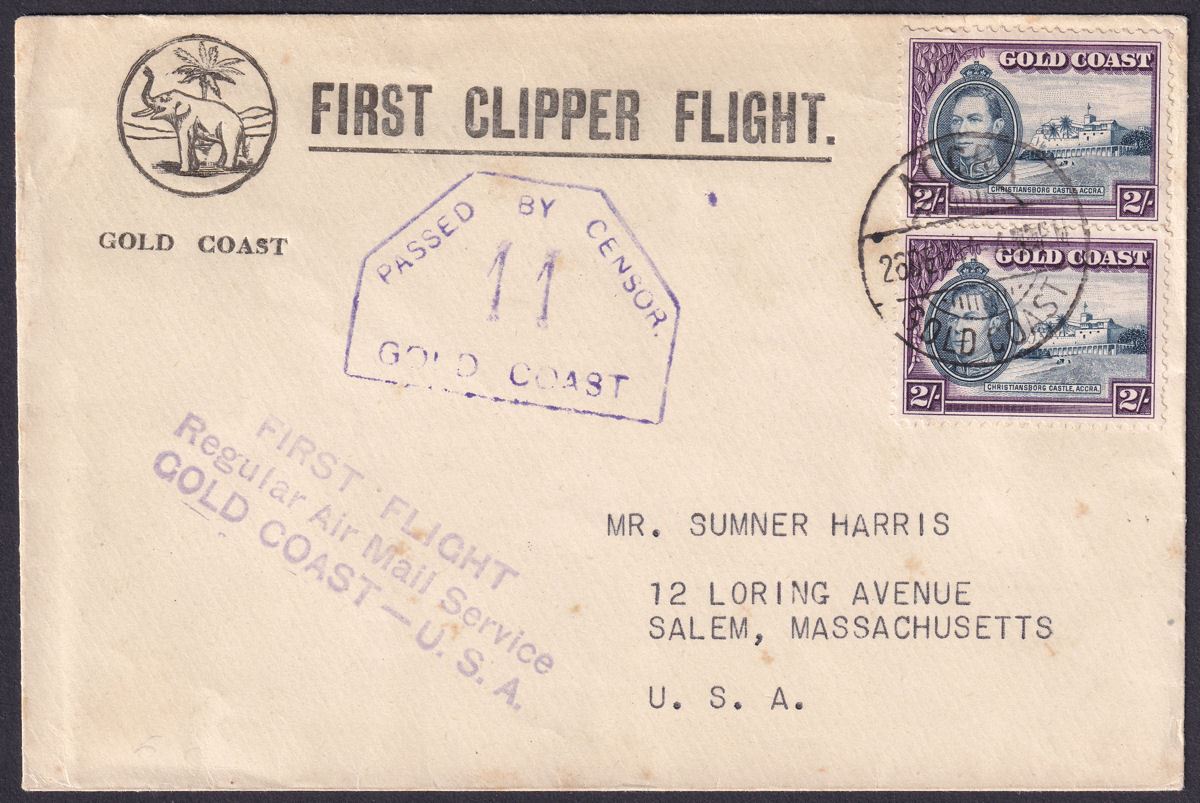 FIRST CLIPPER FLIGHT.
GOLD COAST
PASSED BY CENSOR.
11
GOLD COAST
GOLD COAST
CHRISTIANSBORG CASTLE, ACCRA.
2/- 2/-
GOLD COAST
CHRISTIANSBORG CASTLE, ACCRA.
2/- 2/-
GOLD COAST
FIRST FLIGHT
Regular Air Mail Service
GOLD COAST — U. S. A.
MR. SUMNER HARRIS
12 LORING AVENUE
SALEM, MASSACHUSETTS
U. S. A.